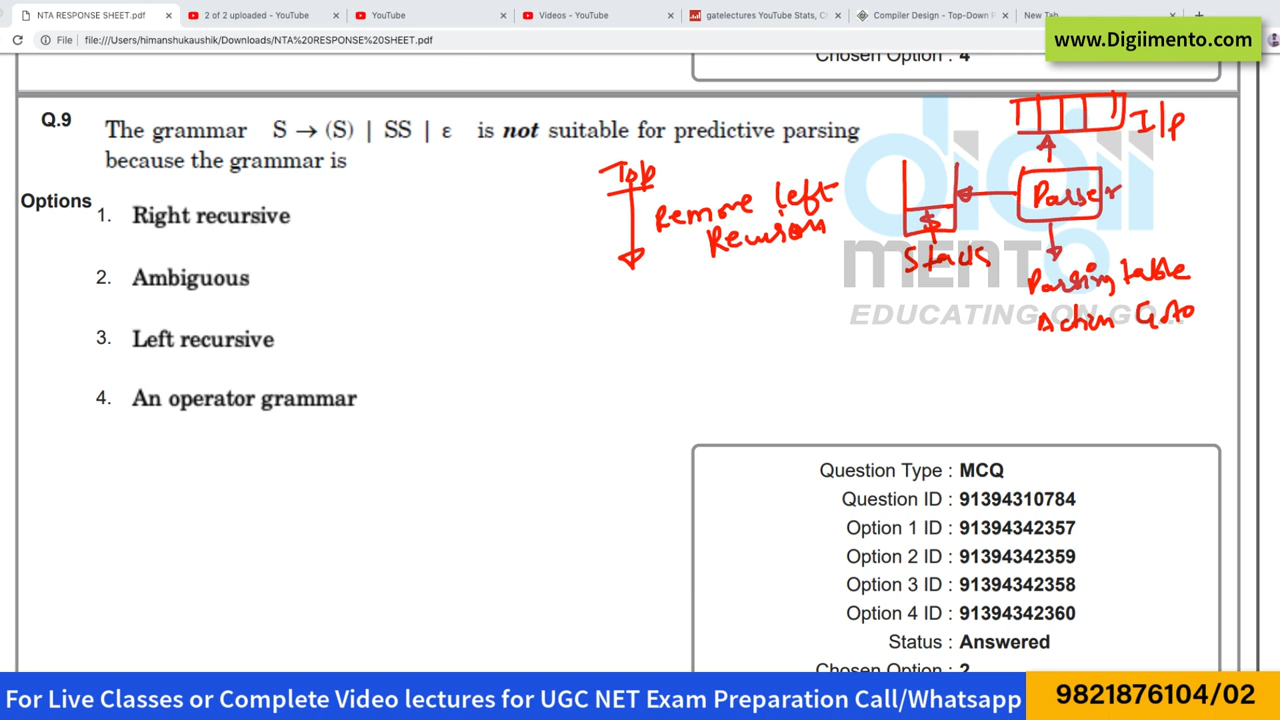 NTA RESPONSE SHEET.pdf
2 of 2 uploaded - YouTube
YouTube
Videos - YouTube
gatelectures YouTube Stats, C
Compiler Design - Top-Down P
New Tab
File
file:///Users/himanshukaushik/Downloads/NTA%20RESPONSE%20SHEET.pdf
www.Digiimento.com
Chosen Option : 4
Q.9
The grammar S → (S) | SS | ε is not suitable for predictive parsing
because the grammar is
Options
1. Right recursive
2. Ambiguous
3. Left recursive
4. An operator grammar
Top
Remove left
Recursion
I/p
Parser
$
Stack
Parsing table
Action Goto
digii
MENTO
EDUCATING ON GO...
Question Type : MCQ
Question ID : 91394310784
Option 1 ID : 91394342357
Option 2 ID : 91394342359
Option 3 ID : 91394342358
Option 4 ID : 91394342360
Status : Answered
Chosen Option : 2
For Live Classes or Complete Video lectures for UGC NET Exam Preparation Call/Whatsapp
9821876104/02